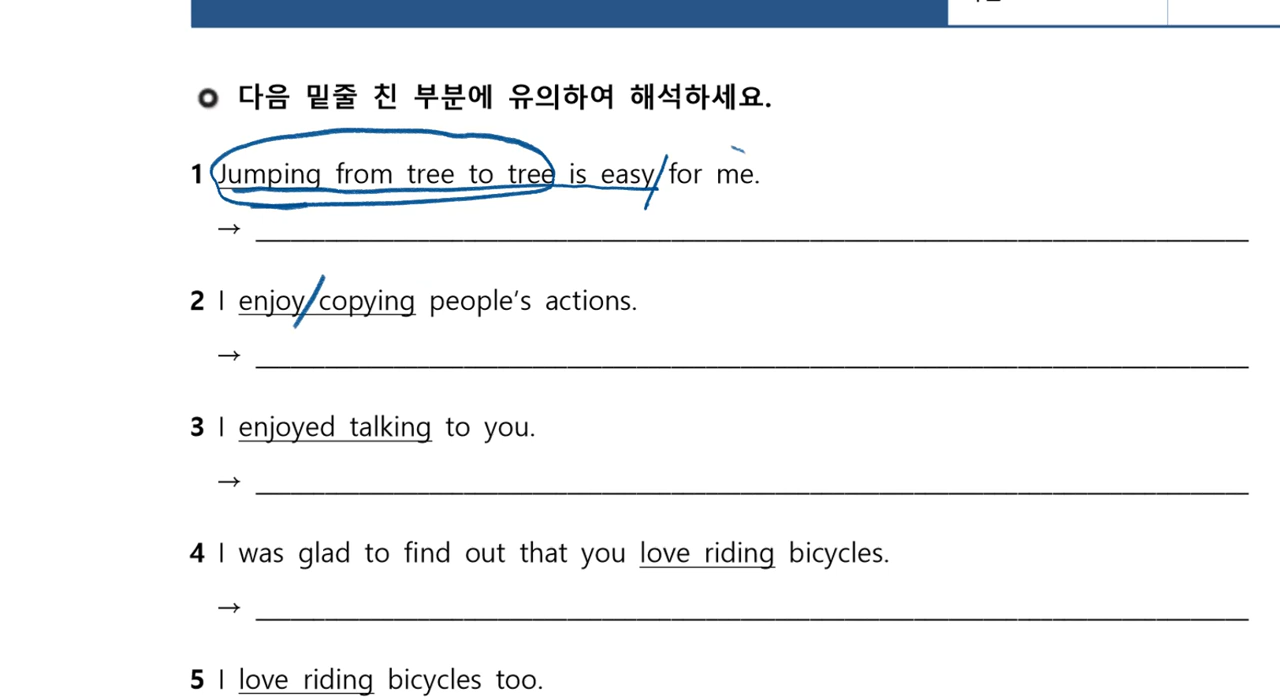 다음 밑줄 친 부분에 유의하여 해석하세요.
1 Jumping from tree to tree is easy for me.
→
2 I enjoy copying people's actions.
→
3 I enjoyed talking to you.
→
4 I was glad to find out that you love riding bicycles.
→
5 I love riding bicycles too.